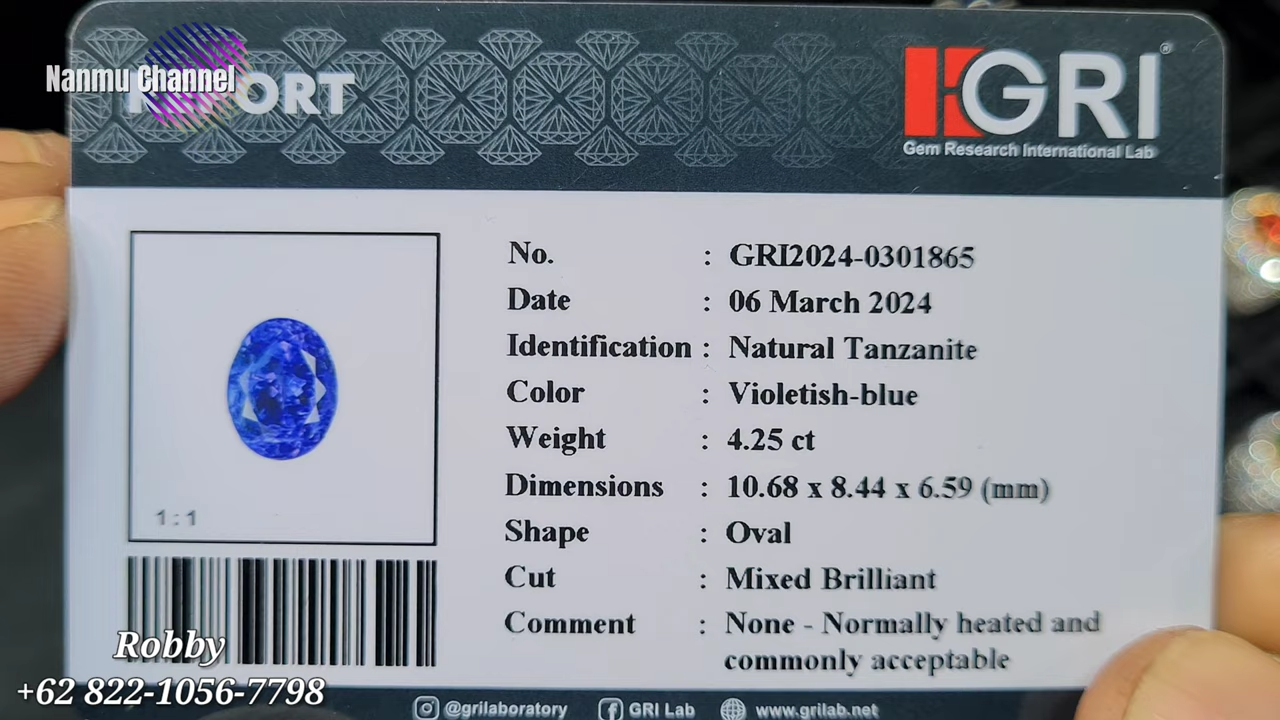 Nanmu Channel
REPORT
GRI®
Gem Research International Lab
No. : GRI2024-0301865
Date : 06 March 2024
Identification : Natural Tanzanite
Color : Violetish-blue
Weight : 4.25 ct
Dimensions : 10.68 x 8.44 x 6.59 (mm)
Shape : Oval
Cut : Mixed Brilliant
Comment : None - Normally heated and
commonly acceptable
1:1
Robby
+62 822-1056-7798
@grilaboratory GRI Lab www.grilab.net